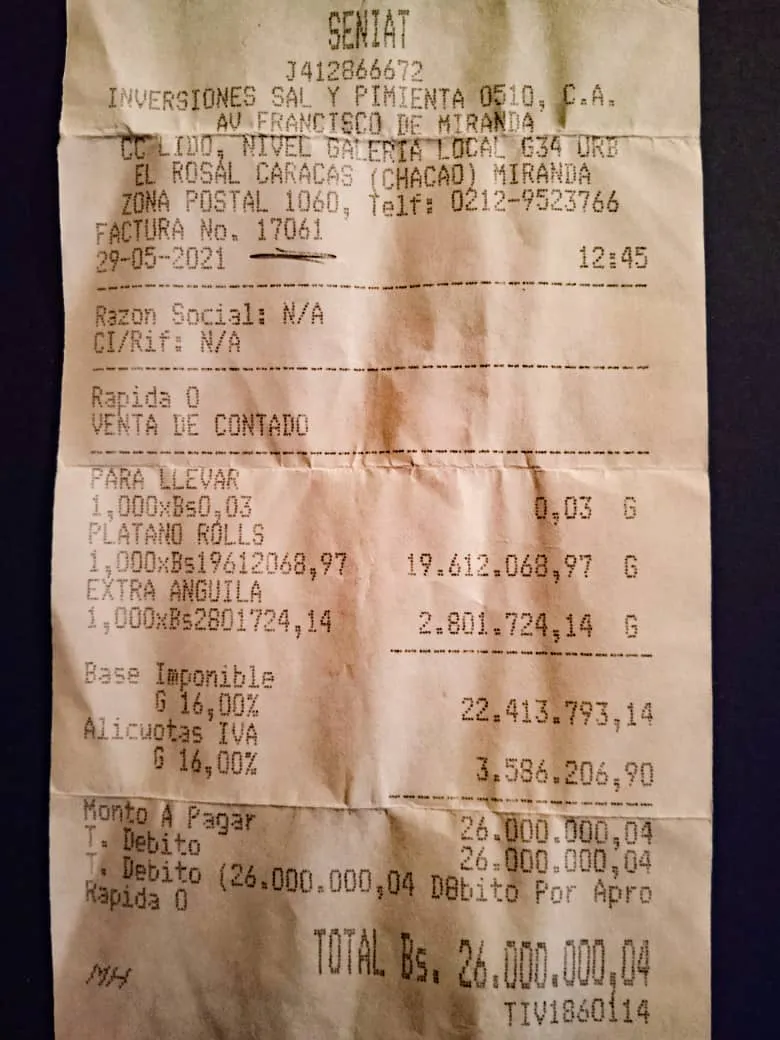 SENIAT
J412866672
INVERSIONES SAL Y PIMIENTA 0510, C.A.
AV FRANCISCO DE MIRANDA
CC LIDO, NIVEL GALERIA LOCAL G34 URB
EL ROSAL CARACAS (CHACAO) MIRANDA
ZONA POSTAL 1060, Telf: 0212-9523766
FACTURA No. 17061
29-05-2021 12:45
Razon Social: N/A
CI/Rif: N/A
Rapida 0
VENTA DE CONTADO
PARA LLEVAR
1,000xBs0,03 0,03 G
PLATANO ROLLS
1,000xBs19612068,97 19.612.068,97 G
EXTRA ANGUILA
1,000xBs2801724,14 2.801.724,14 G
Base Imponible
G 16,00% 22.413.793,14
Alicuotas IVA
G 16,00% 3.586.206,90
Monto A Pagar 26.000.000,04
T. Debito 26.000.000,04
T. Debito (26.000.000,04 D0bito Por Apro
Rapida 0
TOTAL Bs. 26.000.000,04
MH TIV1860114